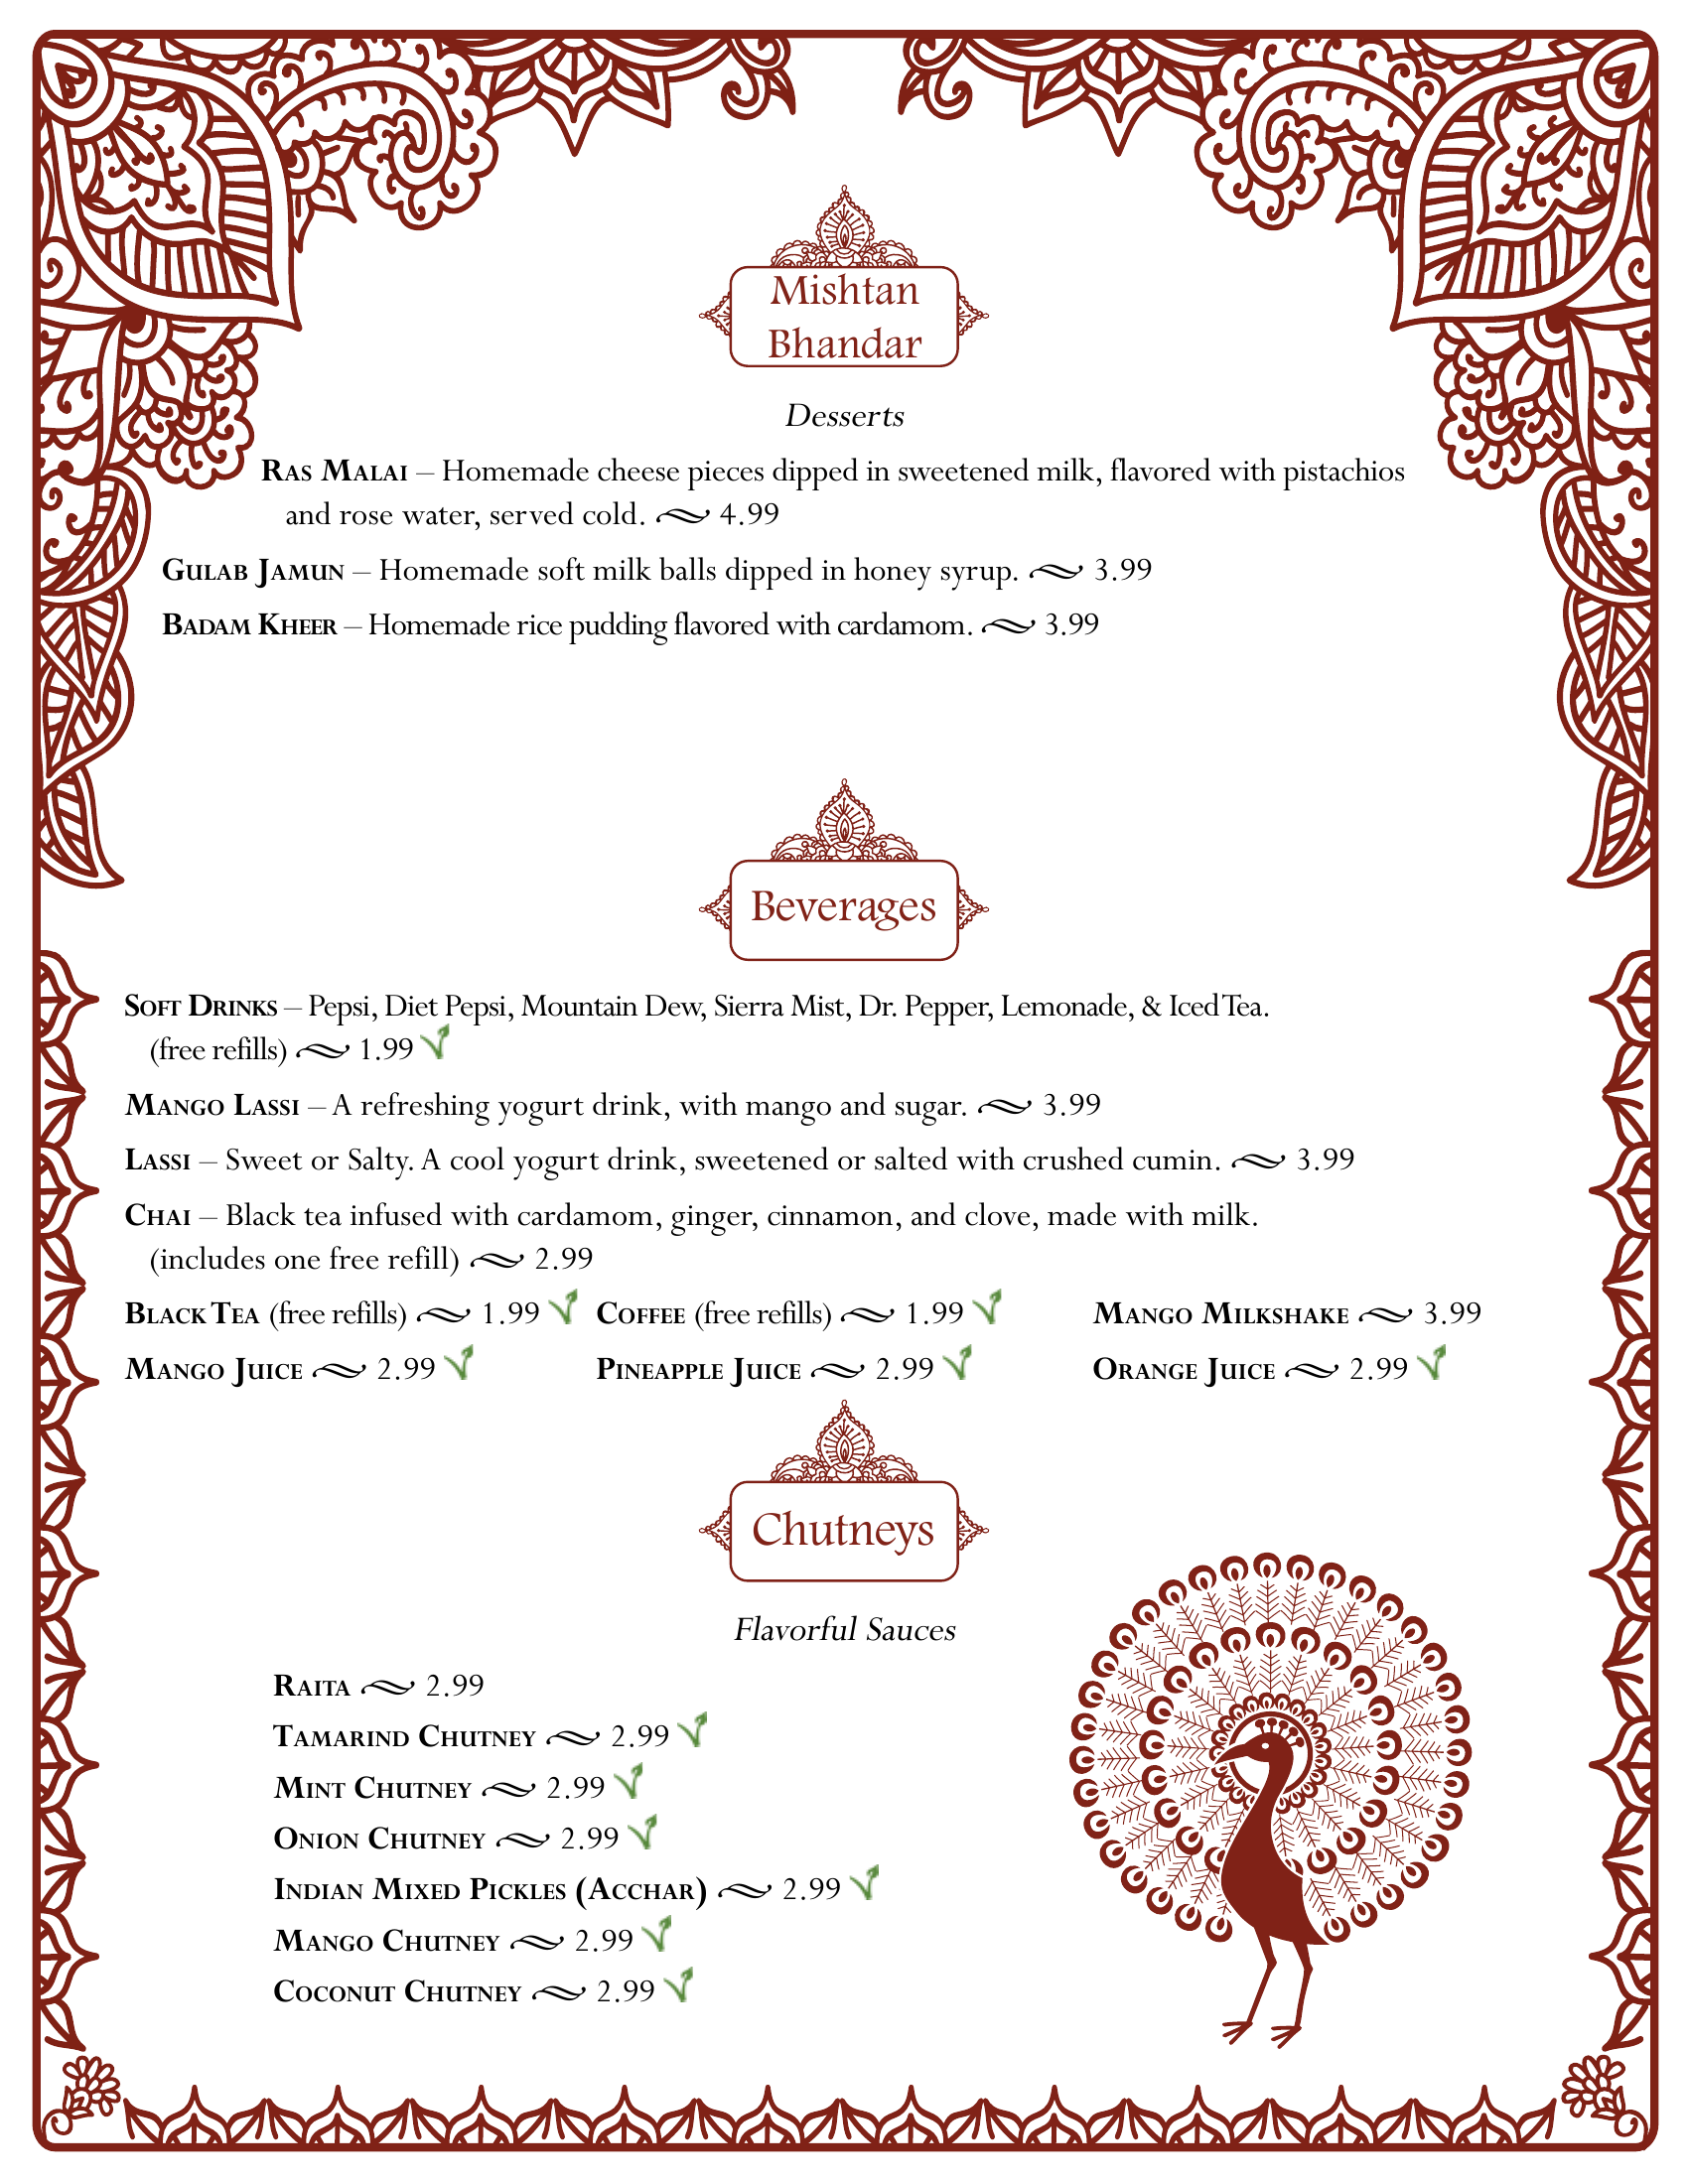 Mishtan
Bhandar
Desserts
Ras Malai – Homemade cheese pieces dipped in sweetened milk, flavored with pistachios
and rose water, served cold. 4.99
Gulab Jamun – Homemade soft milk balls dipped in honey syrup. 3.99
Badam Kheer – Homemade rice pudding flavored with cardamom. 3.99
Beverages
Soft Drinks – Pepsi, Diet Pepsi, Mountain Dew, Sierra Mist, Dr. Pepper, Lemonade, & Iced Tea.
(free refills) 1.99
Mango Lassi – A refreshing yogurt drink, with mango and sugar. 3.99
Lassi – Sweet or Salty. A cool yogurt drink, sweetened or salted with crushed cumin. 3.99
Chai – Black tea infused with cardamom, ginger, cinnamon, and clove, made with milk.
(includes one free refill) 2.99
Black Tea (free refills) 1.99 Coffee (free refills) 1.99 Mango Milkshake 3.99
Mango Juice 2.99 Pineapple Juice 2.99 Orange Juice 2.99
Chutneys
Flavorful Sauces
Raita 2.99
Tamarind Chutney 2.99
Mint Chutney 2.99
Onion Chutney 2.99
Indian Mixed Pickles (Acchar) 2.99
Mango Chutney 2.99
Coconut Chutney 2.99